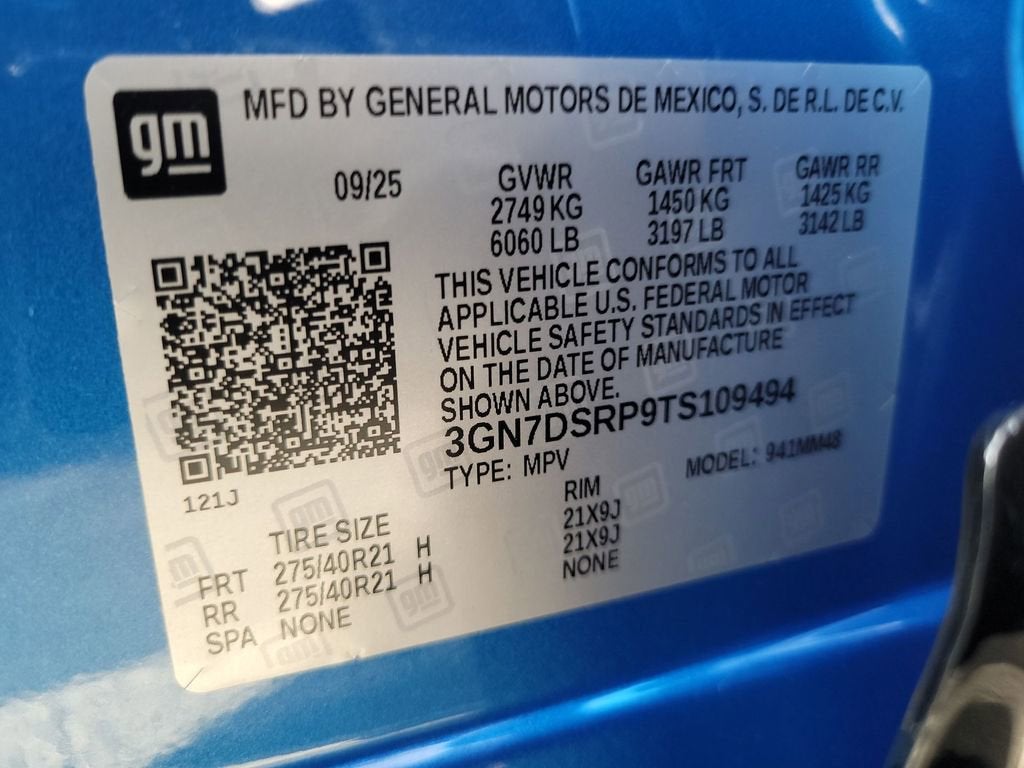 gm
MFD BY GENERAL MOTORS DE MEXICO, S. DE R.L. DE C.V.
09/25
GVWR GAWR FRT GAWR RR
2749 KG 1450 KG 1425 KG
6060 LB 3197 LB 3142 LB
THIS VEHICLE CONFORMS TO ALL
APPLICABLE U.S. FEDERAL MOTOR
VEHICLE SAFETY STANDARDS IN EFFECT
ON THE DATE OF MANUFACTURE
SHOWN ABOVE.
3GN7DSRP9TS109494
TYPE: MPV MODEL: 941MM48
121J
TIRE SIZE RIM
FRT 275/40R21 H 21X9J
RR 275/40R21 H 21X9J
SPA NONE NONE